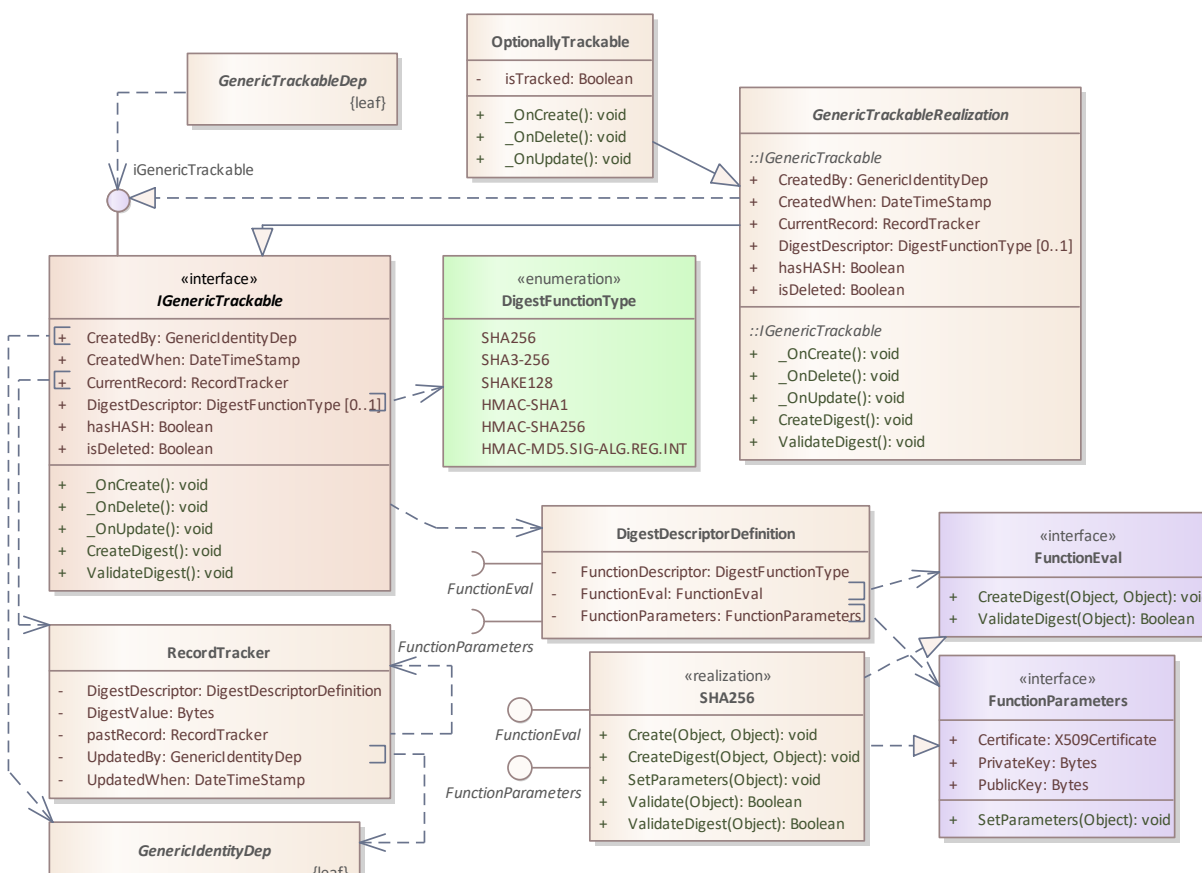 OptionallyTrackable
- isTracked: Boolean
+ _OnCreate(): void
+ _OnDelete(): void
+ _OnUpdate(): void
GenericTrackableDep
{leaf}
iGenericTrackable
GenericTrackableRealization
::IGenericTrackable
+ CreatedBy: GenericIdentityDep
+ CreatedWhen: DateTimeStamp
+ CurrentRecord: RecordTracker
+ DigestDescriptor: DigestFunctionType [0..1]
+ hasHASH: Boolean
+ isDeleted: Boolean
::IGenericTrackable
+ _OnCreate(): void
+ _OnDelete(): void
+ _OnUpdate(): void
+ CreateDigest(): void
+ ValidateDigest(): void
«interface»
IGenericTrackable
+ CreatedBy: GenericIdentityDep
+ CreatedWhen: DateTimeStamp
+ CurrentRecord: RecordTracker
+ DigestDescriptor: DigestFunctionType [0..1]
+ hasHASH: Boolean
+ isDeleted: Boolean
+ _OnCreate(): void
+ _OnDelete(): void
+ _OnUpdate(): void
+ CreateDigest(): void
+ ValidateDigest(): void
«enumeration»
DigestFunctionType
SHA256
SHA3-256
SHAKE128
HMAC-SHA1
HMAC-SHA256
HMAC-MD5.SIG-ALG.REG.INT
DigestDescriptorDefinition
- FunctionDescriptor: DigestFunctionType
- FunctionEval: FunctionEval
- FunctionParameters: FunctionParameters
FunctionEval
FunctionParameters
«interface»
FunctionEval
+ CreateDigest(Object, Object): voi
+ ValidateDigest(Object): Boolean
RecordTracker
- DigestDescriptor: DigestDescriptorDefinition
- DigestValue: Bytes
- pastRecord: RecordTracker
- UpdatedBy: GenericIdentityDep
- UpdatedWhen: DateTimeStamp
«realization»
SHA256
+ Create(Object, Object): void
+ CreateDigest(Object, Object): void
+ SetParameters(Object): void
+ Validate(Object): Boolean
+ ValidateDigest(Object): Boolean
FunctionEval
FunctionParameters
«interface»
FunctionParameters
+ Certificate: X509Certificate
+ PrivateKey: Bytes
+ PublicKey: Bytes
+ SetParameters(Object): void
GenericIdentityDep
{leaf}